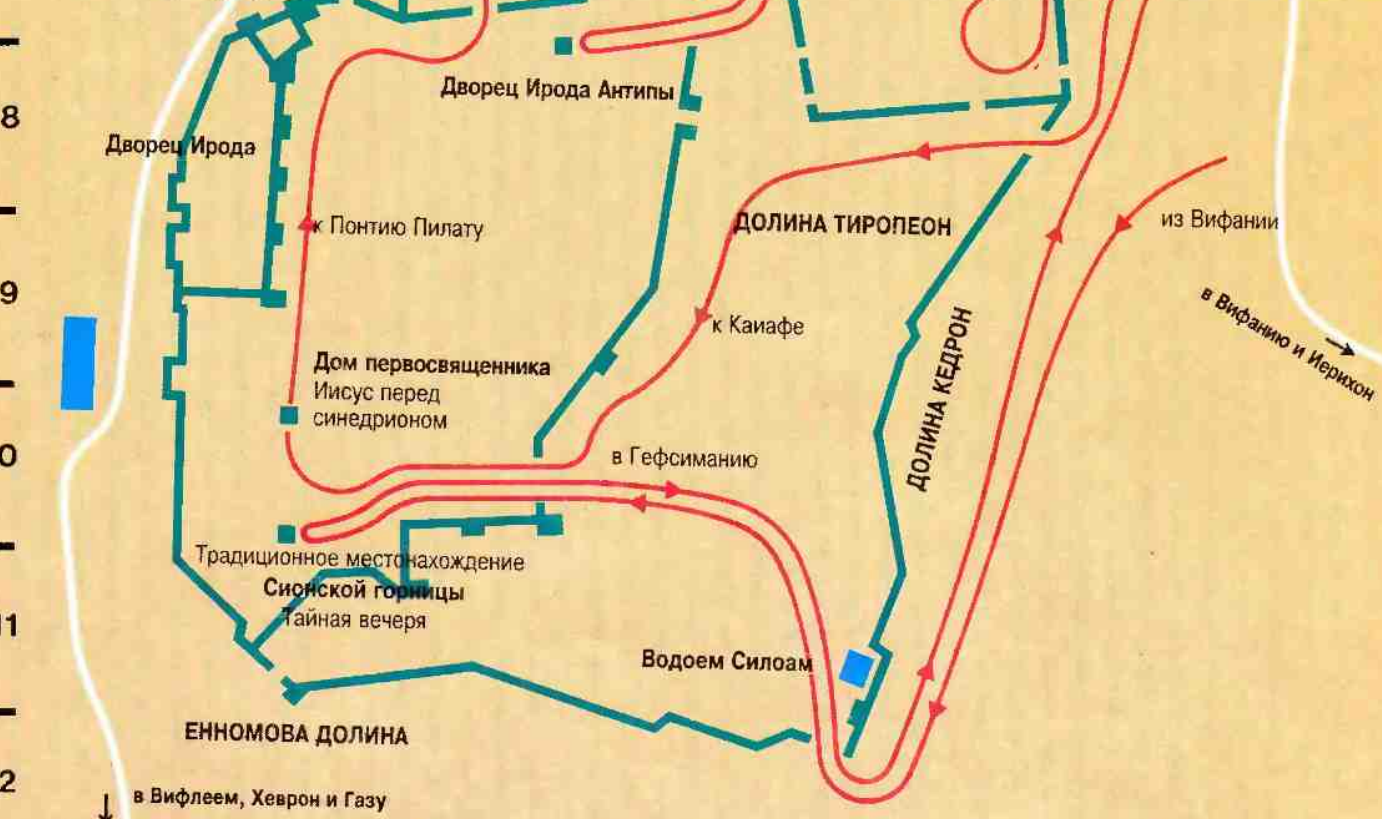 8
9
0
11
2
Дворец Ирода Антипы
Дворец Ирода
к Понтию Пилату
ДОЛИНА ТИРОПЕОН
из Вифании
в Вифанию и Иерихон
к Каиафе
ДОЛИНА КЕДРОН
Дом первосвященника
Иисус перед
синедрионом
в Гефсиманию
Традиционное местонахождение
Сионской горницы
Тайная вечеря
Водоем Силоам
ЕННОМОВА ДОЛИНА
в Вифлеем, Хеврон и Газу